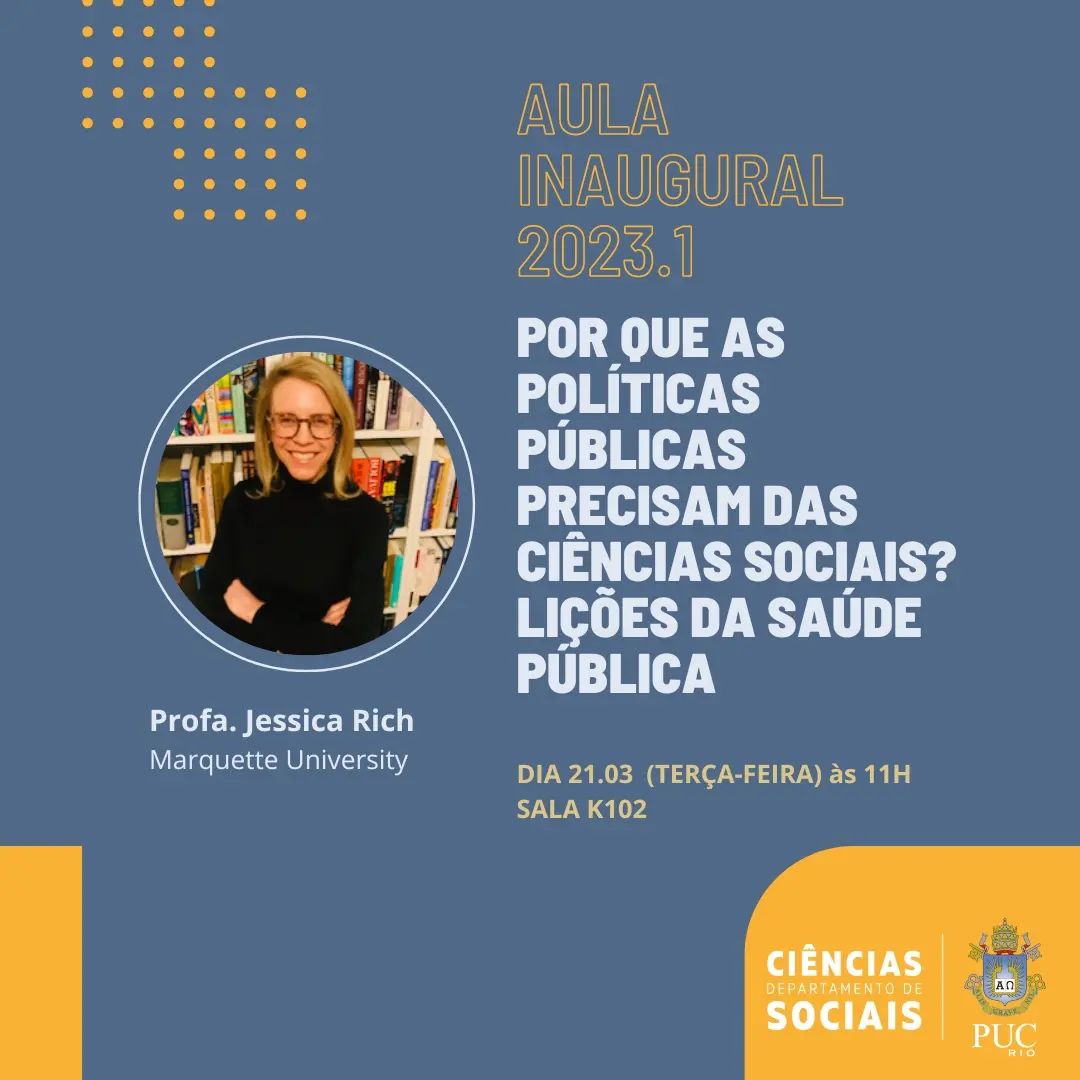 AULA
INAUGURAL
2023.1
POR QUE AS
POLÍTICAS
PÚBLICAS
PRECISAM DAS
CIÊNCIAS SOCIAIS?
LIÇÕES DA SAÚDE
PÚBLICA
Profa. Jessica Rich
Marquette University
DIA 21.03 (TERÇA-FEIRA) às 11H
SALA K102
CIÊNCIAS
DEPARTAMENTO DE
SOCIAIS
ΑΩ
PUC
RIO